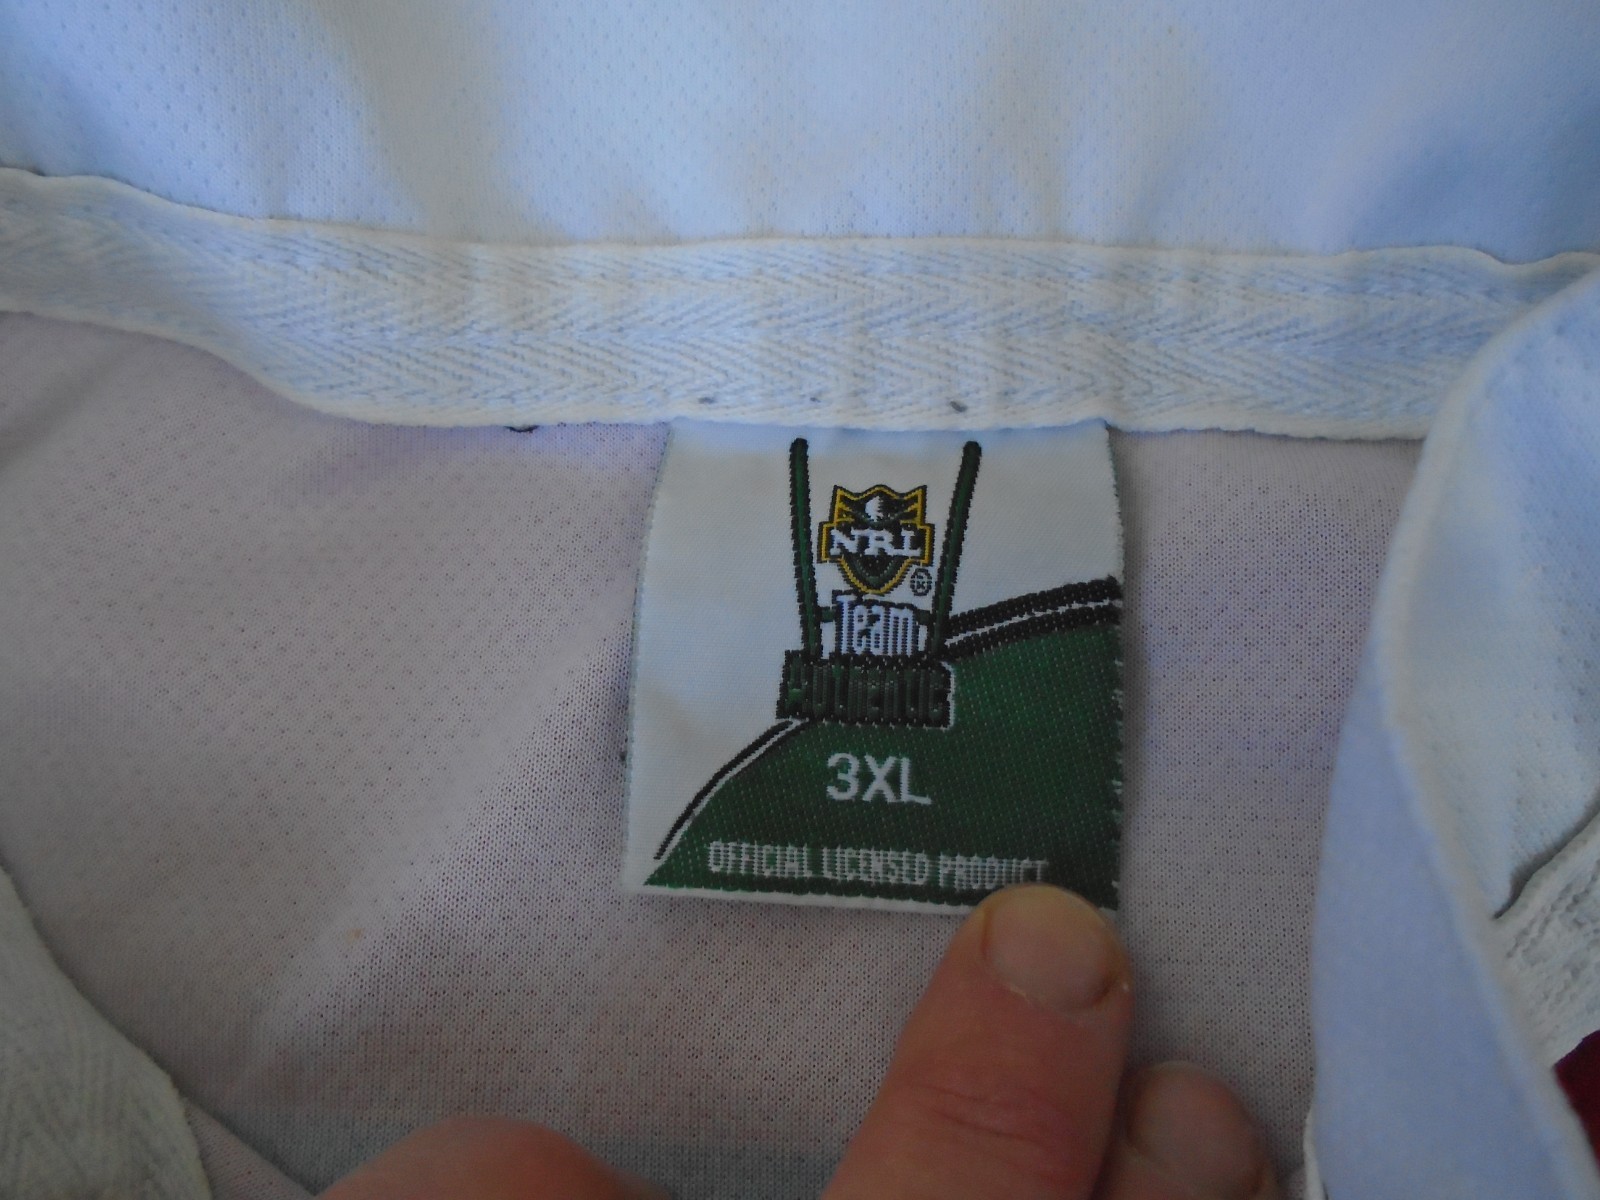 NRL
®
Team
AUTHENTIC
3XL
OFFICIAL LICENSED PRODUCT